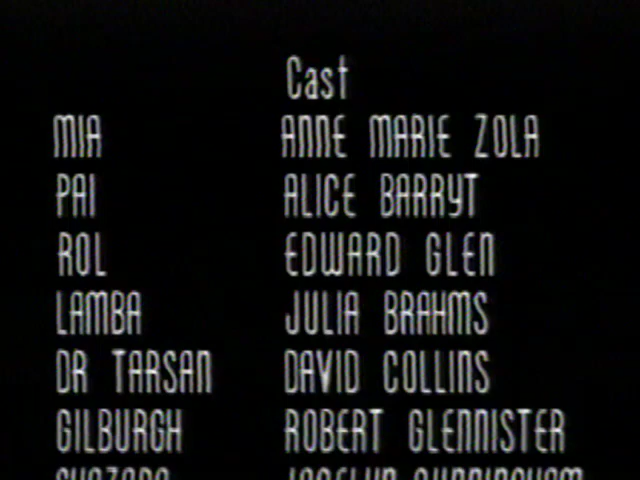 Cast
MIA ANNE MARIE ZOLA
PAI ALICE BARRYT
ROL EDWARD GLEN
LAMBA JULIA BRAHMS
DR TARSAN DAVID COLLINS
GILBURGH ROBERT GLENNISTER